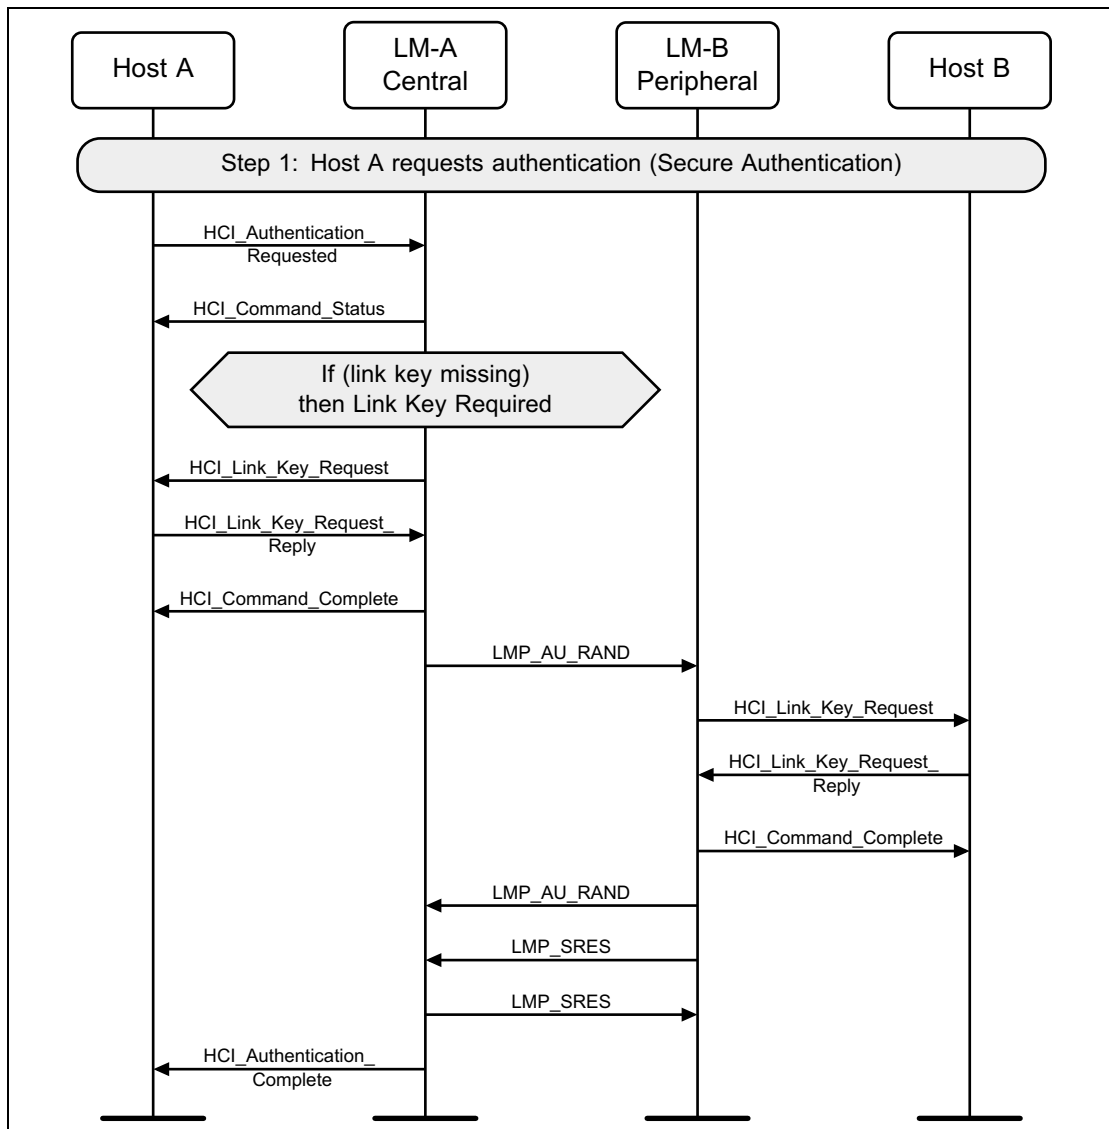 Host A
LM-A
Central
LM-B
Peripheral
Host B
Step 1: Host A requests authentication (Secure Authentication)
HCI_Authentication_
Requested
HCI_Command_Status
If (link key missing)
then Link Key Required
HCI_Link_Key_Request
HCI_Link_Key_Request_
Reply
HCI_Command_Complete
LMP_AU_RAND
HCI_Link_Key_Request
HCI_Link_Key_Request_
Reply
HCI_Command_Complete
LMP_AU_RAND
LMP_SRES
LMP_SRES
HCI_Authentication_
Complete